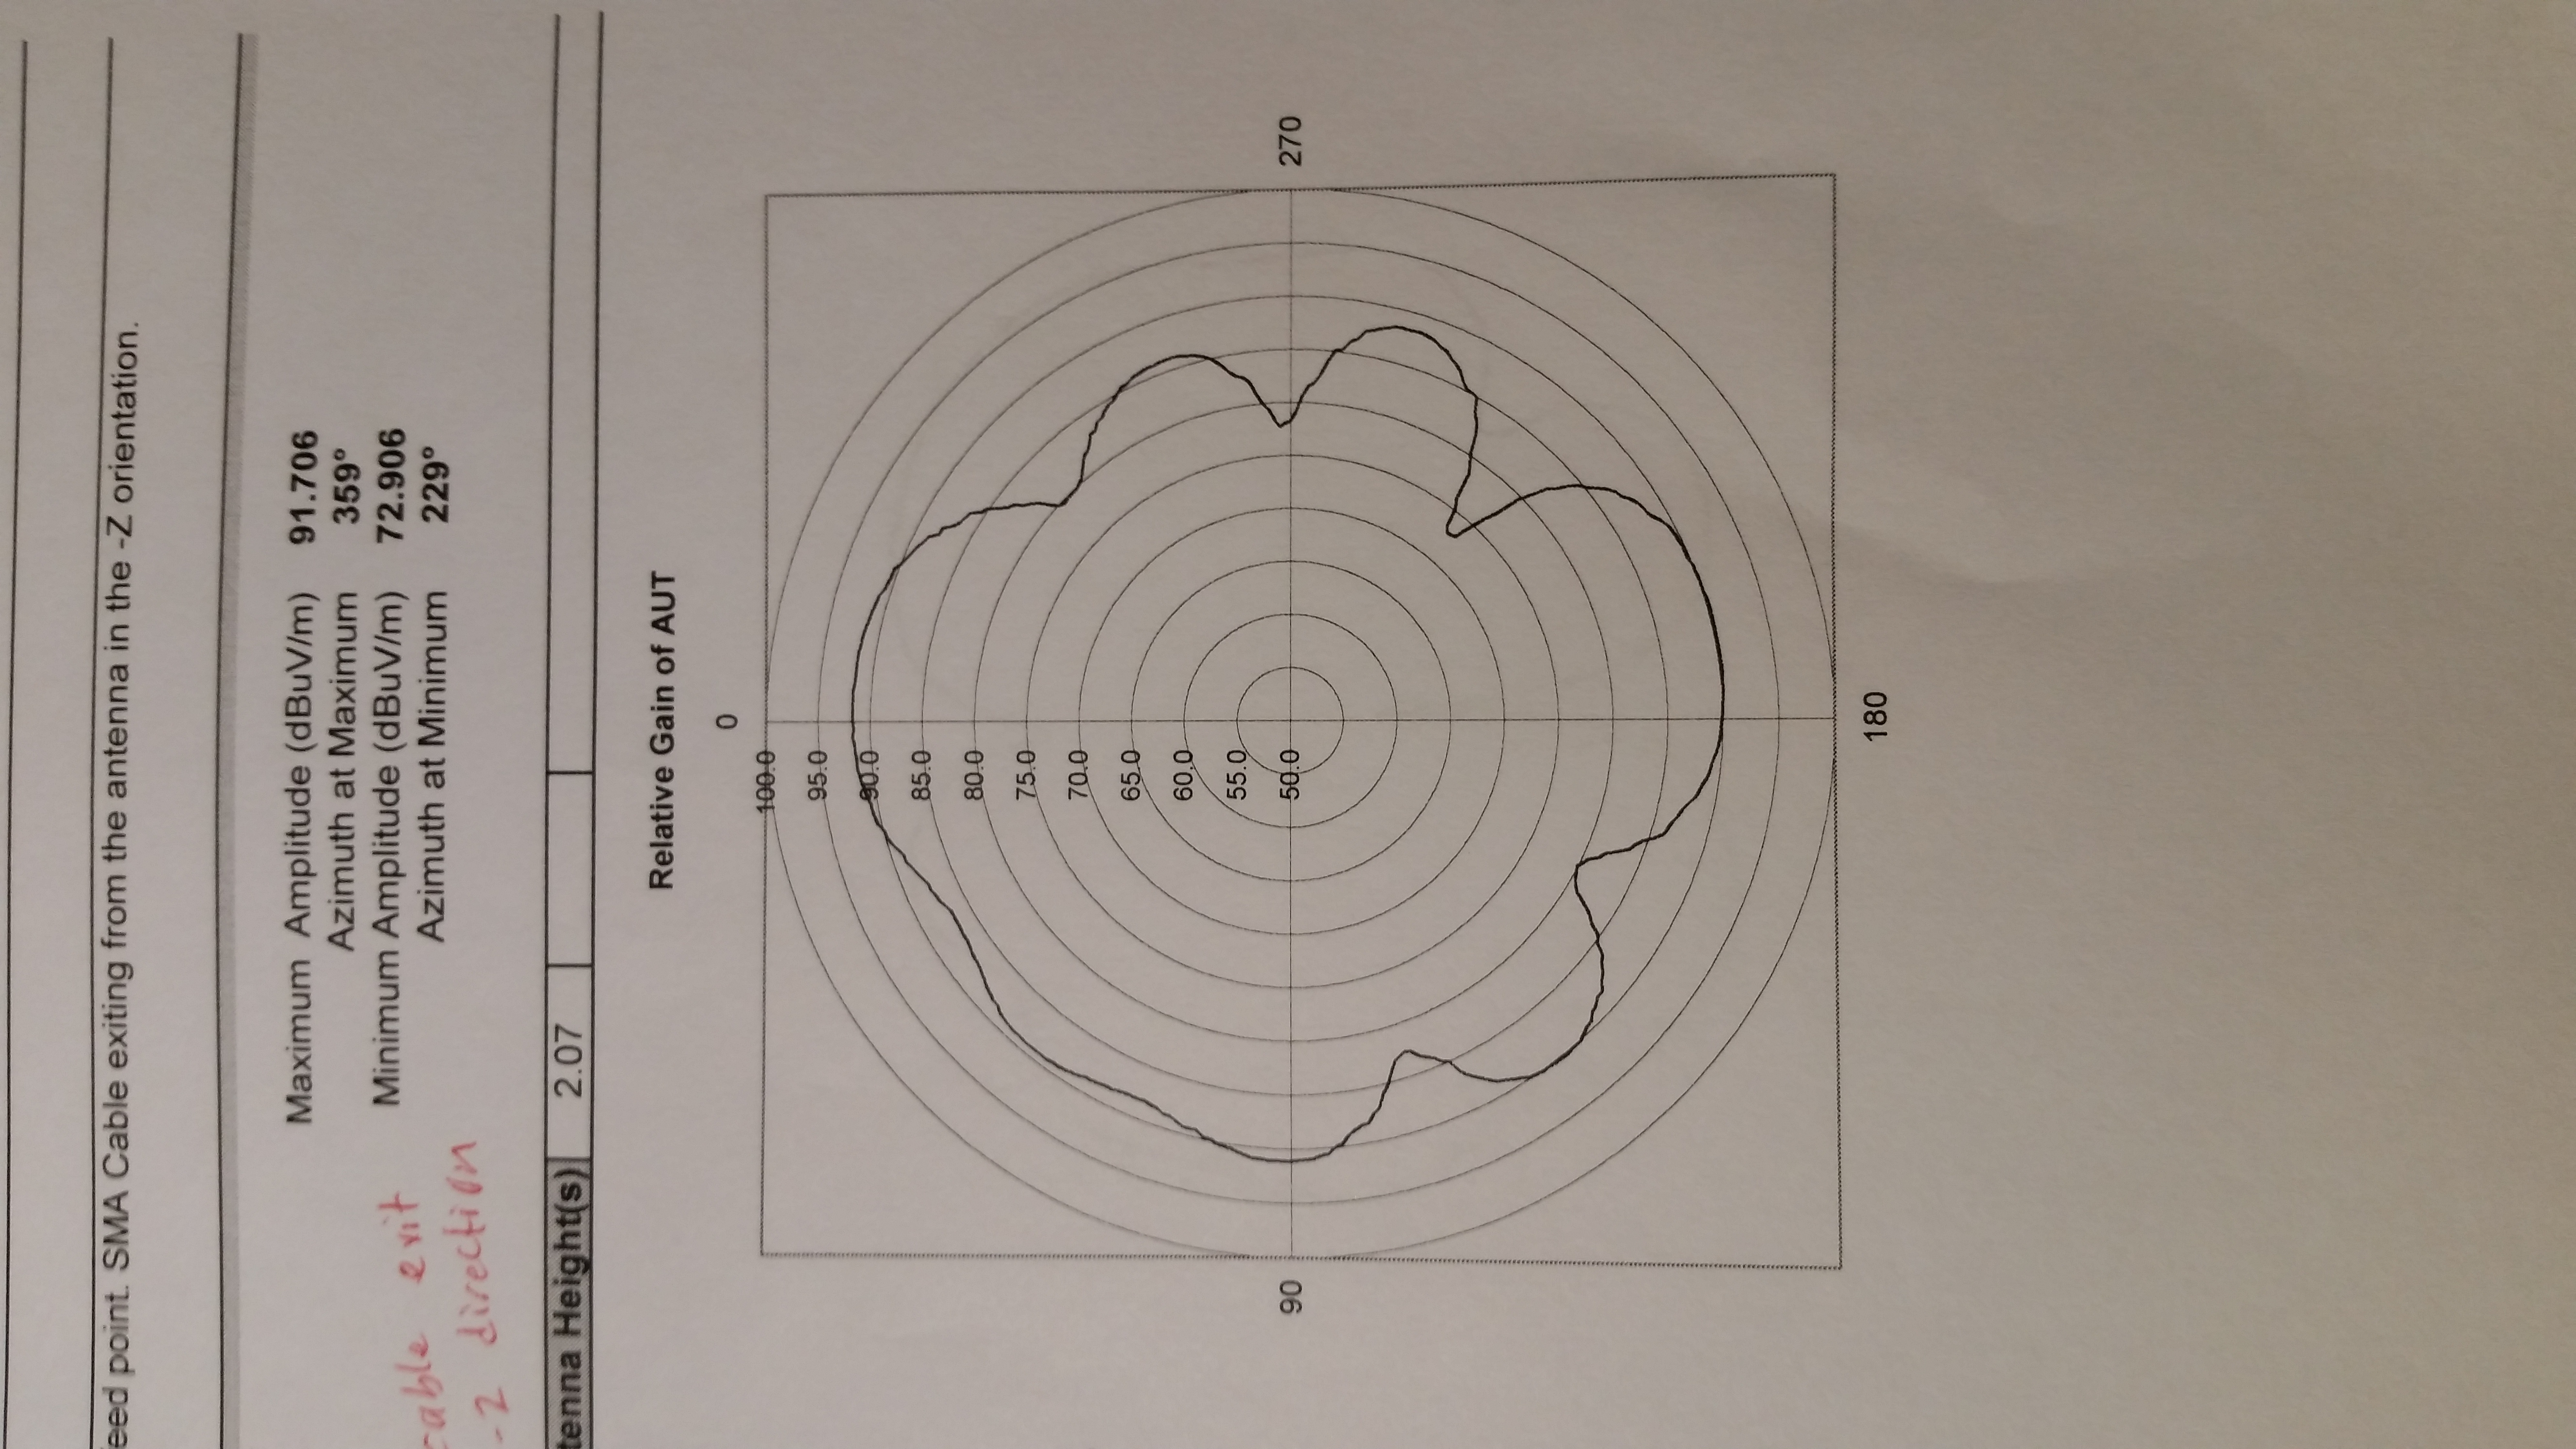 eed point. SMA Cable exiting from the antenna in the -Z orientation.
Maximum Amplitude (dBuV/m) 91.706
Azimuth at Maximum 359º
Minimum Amplitude (dBuV/m) 72.906
Azimuth at Minimum 229º
cable exit
-Z direction
tenna Height(s) 2.07
Relative Gain of AUT
0
100.0
95.0
90.0
85.0
80.0
75.0
70.0
65.0
60.0
55.0
90 50.0 270
180